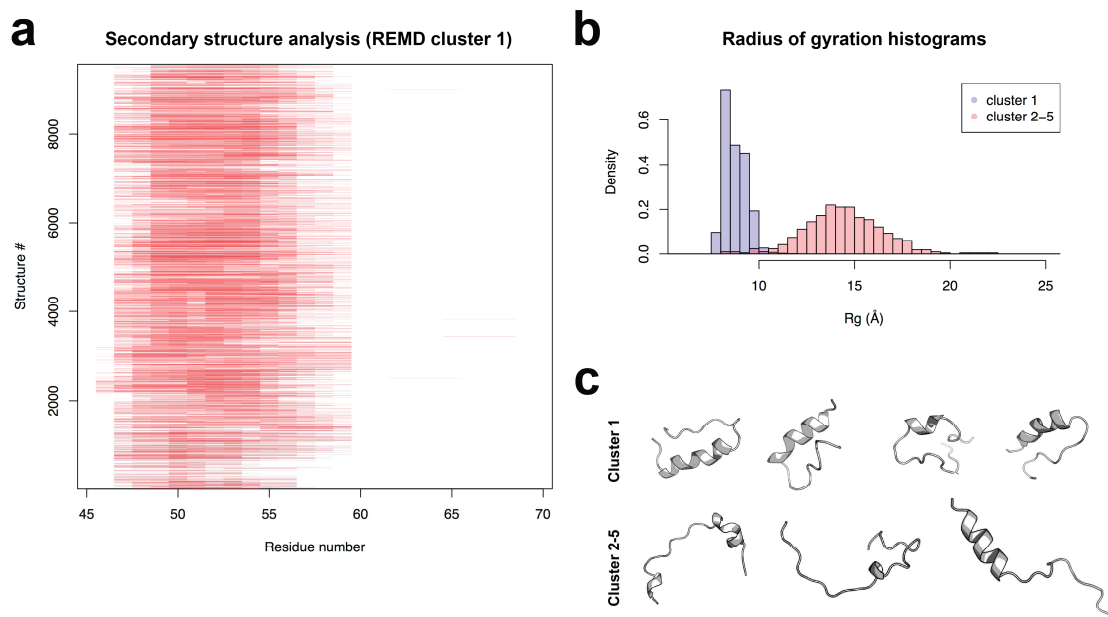 a
Secondary structure analysis (REMD cluster 1)
8000
6000
4000
2000
Structure #
45
50
55
60
65
70
Residue number
b
Radius of gyration histograms
cluster 1
cluster 2−5
0.6
0.4
0.2
0.0
Density
10
15
20
25
Rg (Å)
c
Cluster 1
Cluster 2-5